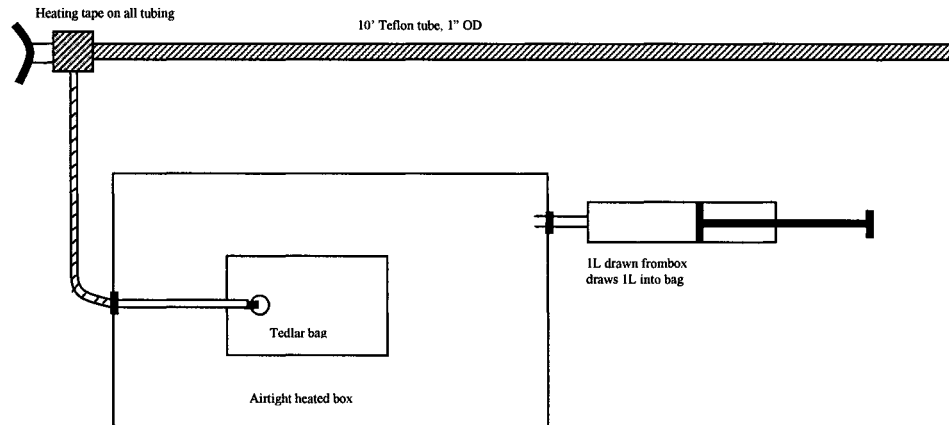 Heating tape on all tubing
10' Teflon tube, 1" OD
1L drawn frombox
draws 1L into bag
Tedlar bag
Airtight heated box